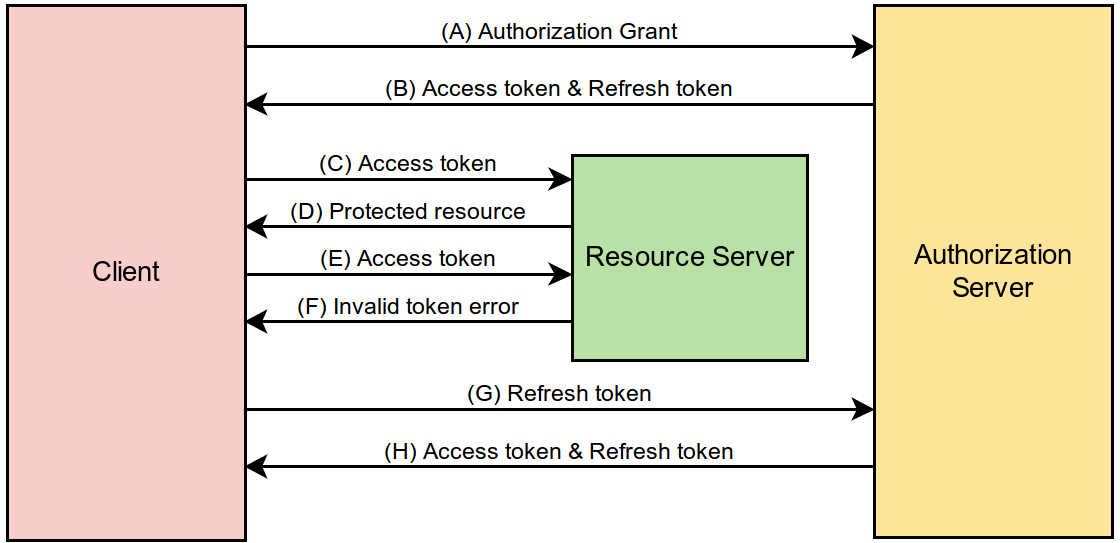 (A) Authorization Grant
(B) Access token & Refresh token
(C) Access token
(D) Protected resource
(E) Access token
(F) Invalid token error
Client
Resource Server
Authorization
Server
(G) Refresh token
(H) Access token & Refresh token